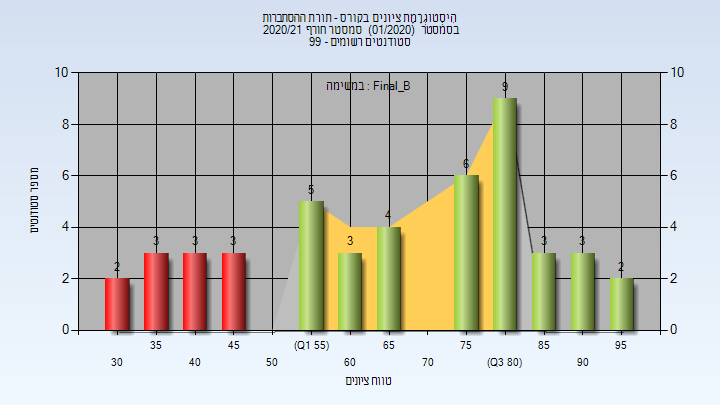 היסטוגרמת ציונים בקורס - תורת ההסתברות
בסמסטר (01/2020) סמסטר חורף 2020/21
סטודנטים רשומים - 99
במשימה : Final_B
מספר סטודנטים
10 10
8 8
6 6
4 4
2 2
0 0
2 3 3 3 5 3 4 6 9 3 3 2
35 45 (Q1 55) 65 75 85 95
30 40 50 60 70 (Q3 80) 90
טווח ציונים